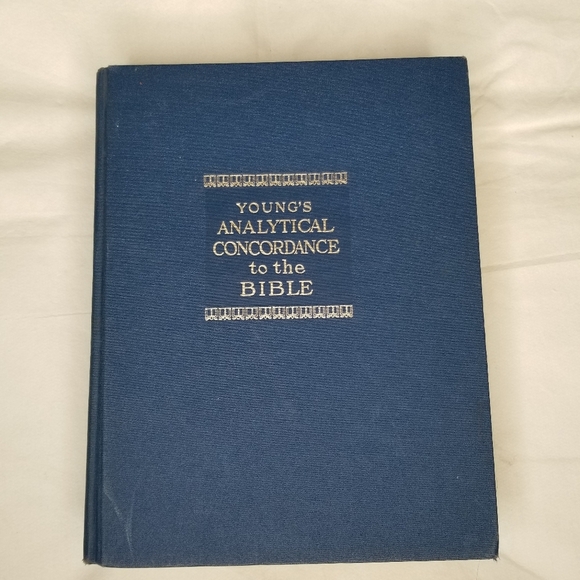 YOUNG'S
ANALYTICAL
CONCORDANCE
to the
BIBLE